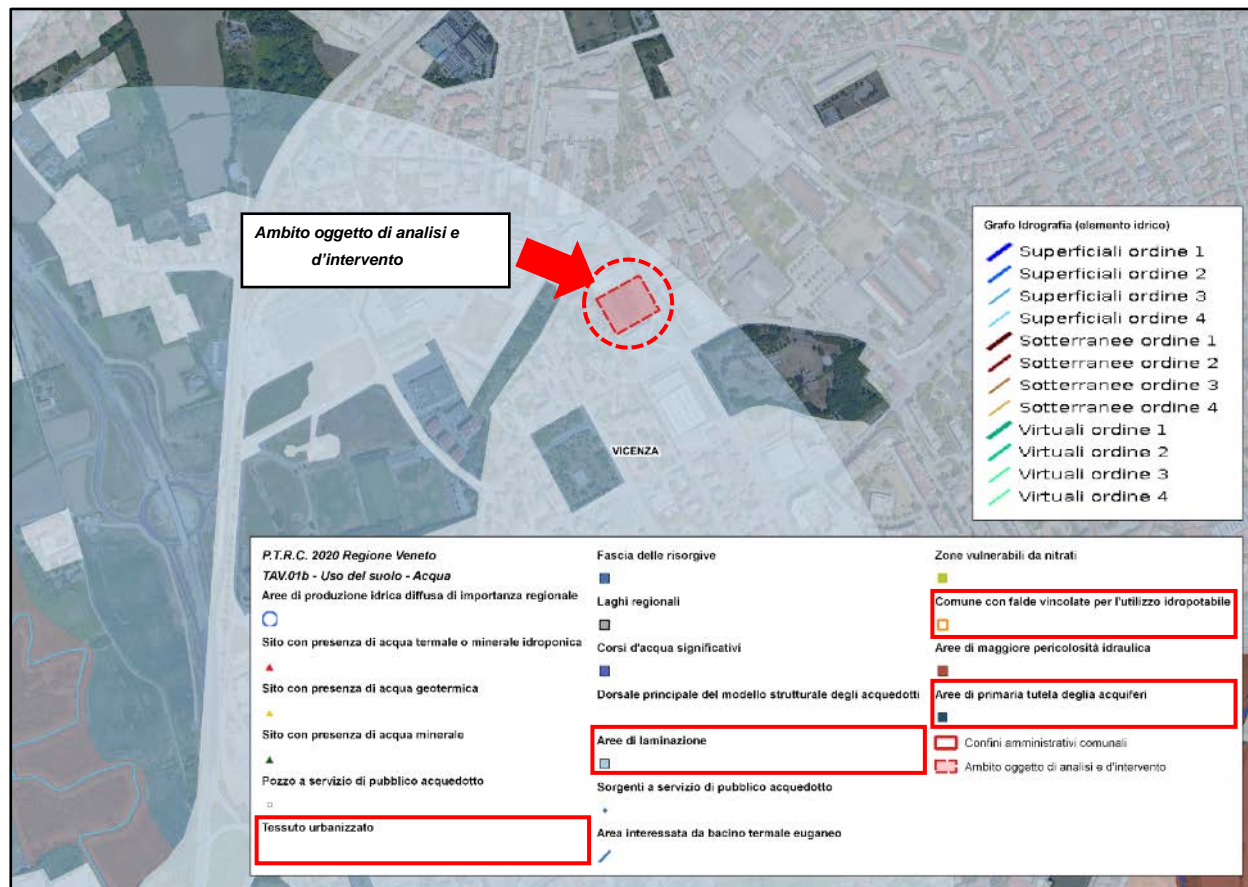 Ambito oggetto di analisi e
d'intervento
VICENZA
Grafo Idrografia (elemento idrico)
Superficiali ordine 1
Superficiali ordine 2
Superficiali ordine 3
Superficiali ordine 4
Sotterranee ordine 1
Sotterranee ordine 2
Sotterranee ordine 3
Sotterranee ordine 4
Virtuali ordine 1
Virtuali ordine 2
Virtuali ordine 3
Virtuali ordine 4
P.T.R.C. 2020 Regione Veneto
TAV.01b - Uso del suolo - Acqua
Aree di produzione idrica diffusa di importanza regionale
Sito con presenza di acqua termale o minerale idroponica
Sito con presenza di acqua geotermica
Sito con presenza di acqua minerale
Pozzo a servizio di pubblico acquedotto
Tessuto urbanizzato
Fascia delle risorgive
Laghi regionali
Corsi d'acqua significativi
Dorsale principale del modello strutturale degli acquedotti
Aree di laminazione
Sorgenti a servizio di pubblico acquedotto
Area interessata da bacino termale euganeo
Zone vulnerabili da nitrati
Comune con falde vincolate per l'utilizzo idropotabile
Aree di maggiore pericolosità idraulica
Aree di primaria tutela deglia acquiferi
Confini amministrativi comunali
Ambito oggetto di analisi e d'intervento